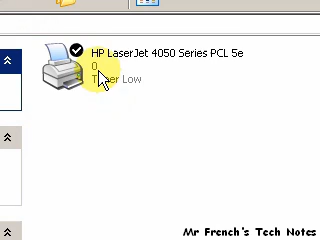 HP LaserJet 4050 Series PCL 5e
0
Toner Low
Mr French's Tech Notes